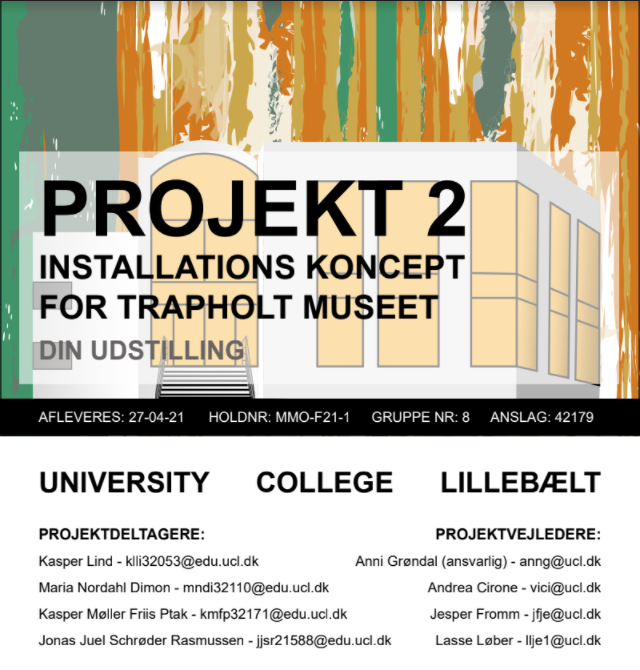 PROJEKT 2
INSTALLATIONS KONCEPT
FOR TRAPHOLT MUSEET
DIN UDSTILLING
AFLEVERES: 27-04-21 HOLDNR: MMO-F21-1 GRUPPE NR: 8 ANSLAG: 42179
UNIVERSITY COLLEGE LILLEBÆLT
PROJEKTDELTAGERE:
Kasper Lind - klli32053@edu.ucl.dk
Maria Nordahl Dimon - mndi32110@edu.ucl.dk
Kasper Møller Friis Ptak - kmfp32171@edu.ucl.dk
Jonas Juel Schrøder Rasmussen - jjsr21588@edu.ucl.dk
PROJEKTVEJLEDERE:
Anni Grøndal (ansvarlig) - anng@ucl.dk
Andrea Cirone - vici@ucl.dk
Jesper Fromm - jfje@ucl.dk
Lasse Løber - llje1@ucl.dk